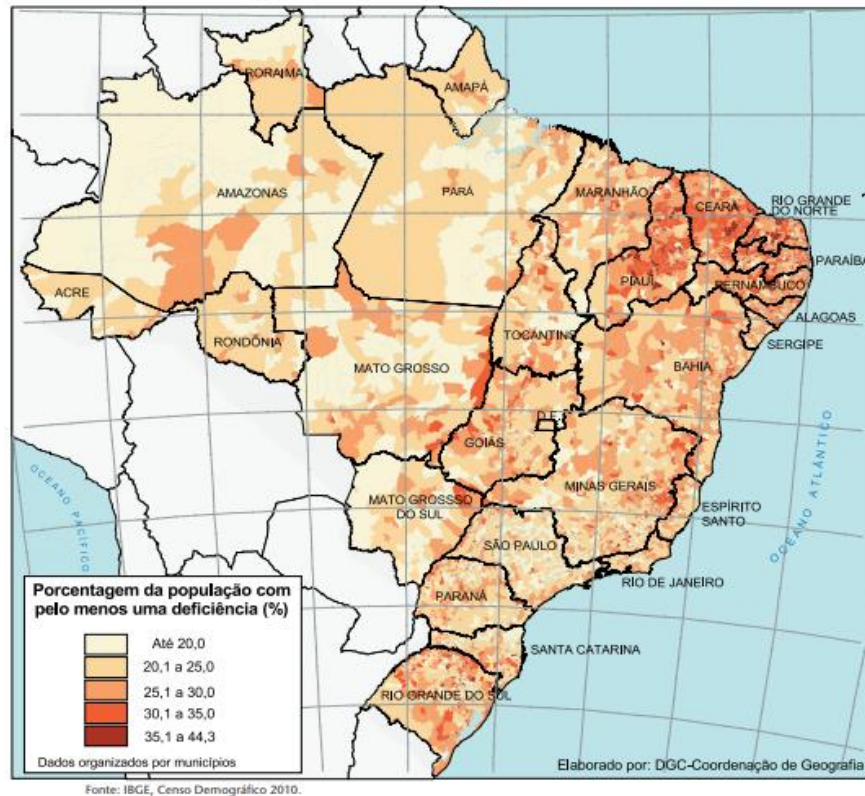 RORAIMA
AMAPÁ
AMAZONAS
PARÁ
MARANHÃO
CEARÁ
RIO GRANDE
DO NORTE
PARAÍBA
PIAUÍ
PERNAMBUCO
ACRE
ALAGOAS
RONDÔNIA
TOCANTINS
SERGIPE
MATO GROSSO
BAHIA
D.F.
GOIÁS
OCEANO ATLÂNTICO
OCEANO PACÍFICO
MINAS GERAIS
MATO GROSSSO
DO SUL
ESPÍRITO
SANTO
SÃO PAULO
RIO DE JANEIRO
PARANÁ
SANTA CATARINA
RIO GRANDE DO SUL
Porcentagem da população com
pelo menos uma deficiência (%)
Até 20,0
20,1 a 25,0
25,1 a 30,0
30,1 a 35,0
35,1 a 44,3
Dados organizados por municípios
Elaborado por: DGC-Coordenação de Geografia
Fonte: IBGE, Censo Demográfico 2010.